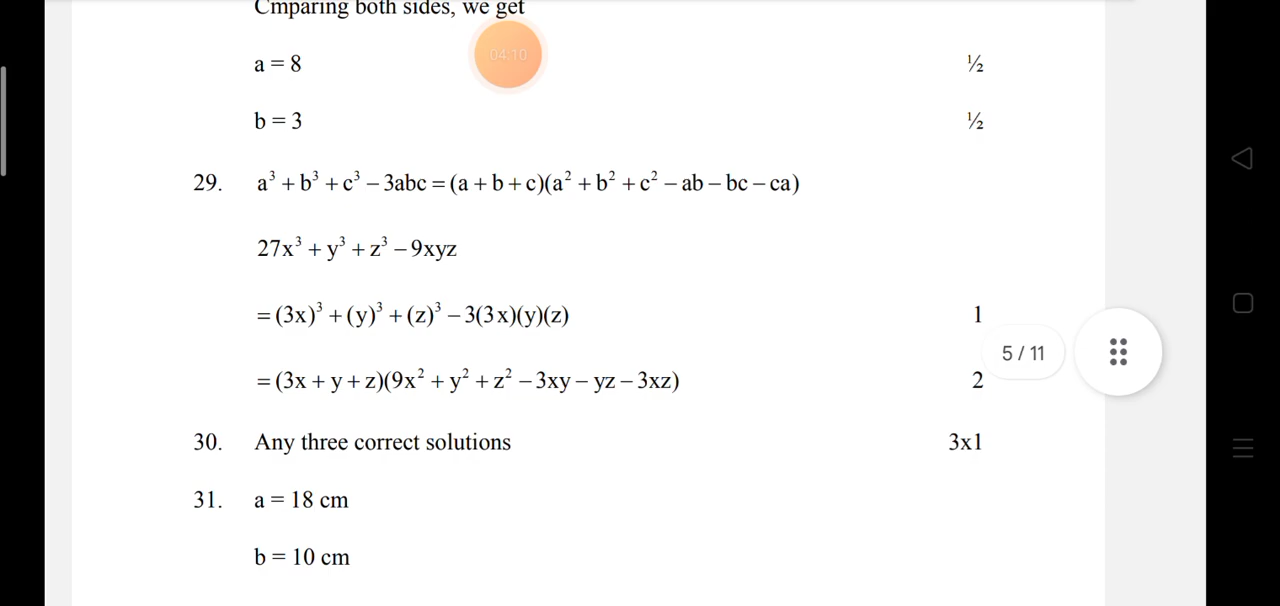 Cmparing both sides, we get
04:10
a = 8 ½
b = 3 ½
29. a³ + b³ + c³ − 3abc = (a + b + c)(a² + b² + c² − ab − bc − ca)
27x³ + y³ + z³ − 9xyz
= (3x)³ + (y)³ + (z)³ − 3(3x)(y)(z) 1
5 / 11
= (3x + y + z)(9x² + y² + z² − 3xy − yz − 3xz) 2
30. Any three correct solutions 3x1
31. a = 18 cm
b = 10 cm